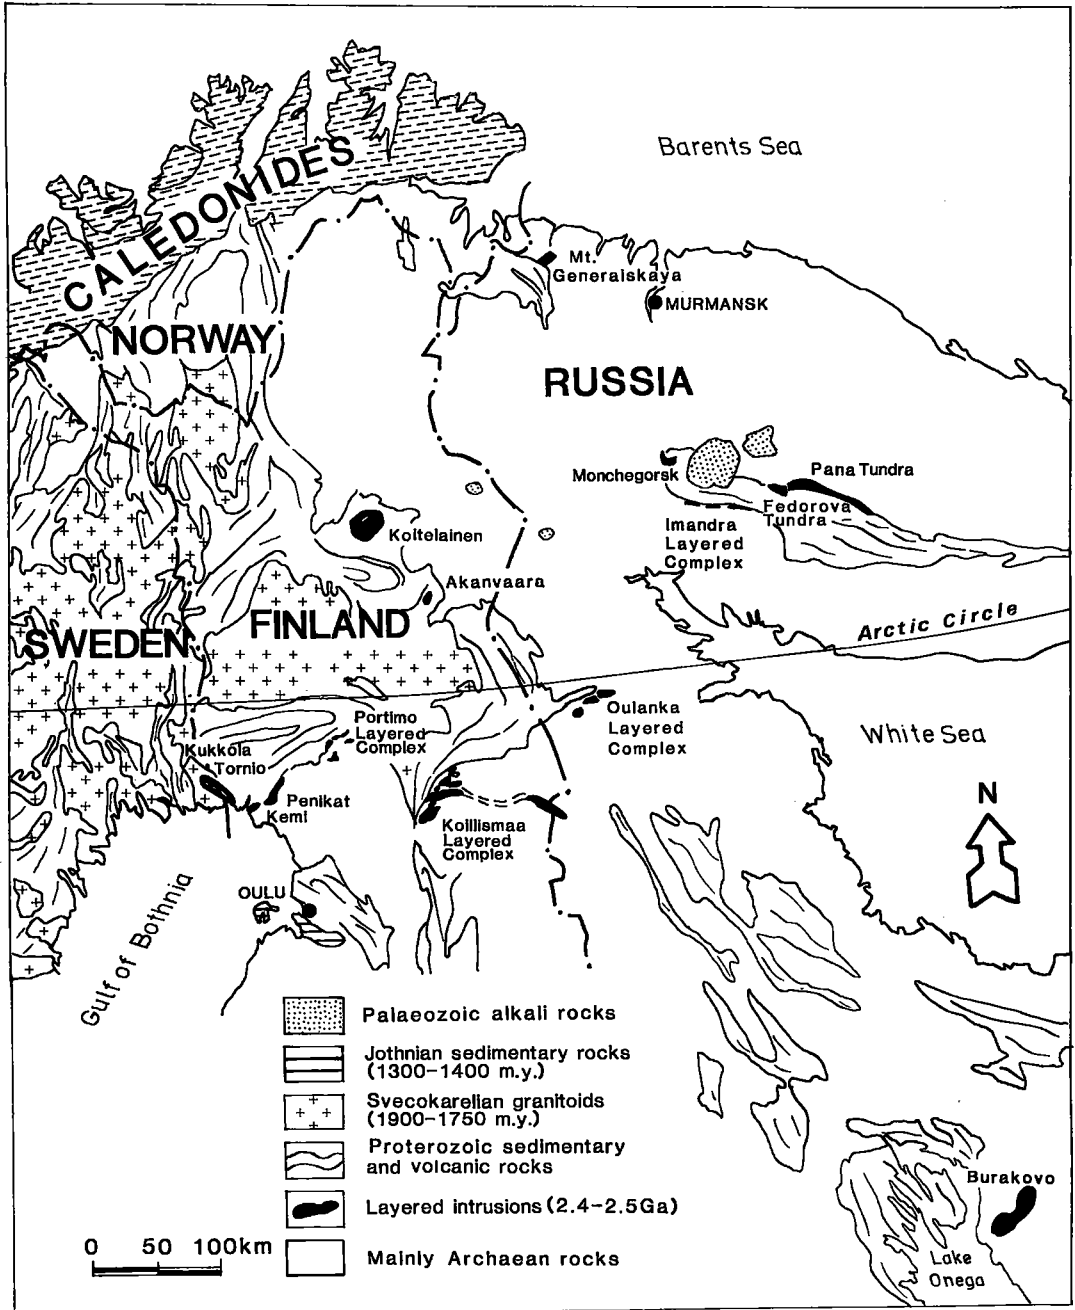 Barents Sea
CALEDONIDES
Mt.
Generalskaya
MURMANSK
NORWAY
RUSSIA
Monchegorsk
Pana Tundra
Fedorova
Tundra
Imandra
Layered
Complex
Koitelainen
Akanvaara
FINLAND
SWEDEN
Arctic Circle
Oulanka
Layered
Complex
White Sea
Portimo
Layered
Complex
Kukkola
Tornio
Penikat
Kemi
Koillismaa
Layered
Complex
N
OULU
Gulf of Bothnia
Palaeozoic alkali rocks
Jothnian sedimentary rocks
(1300-1400 m.y.)
Svecokarelian granitoids
(1900-1750 m.y.)
Proterozoic sedimentary
and volcanic rocks
Layered intrusions (2.4-2.5Ga)
Mainly Archaean rocks
0 50 100km
Burakovo
Lake
Onega